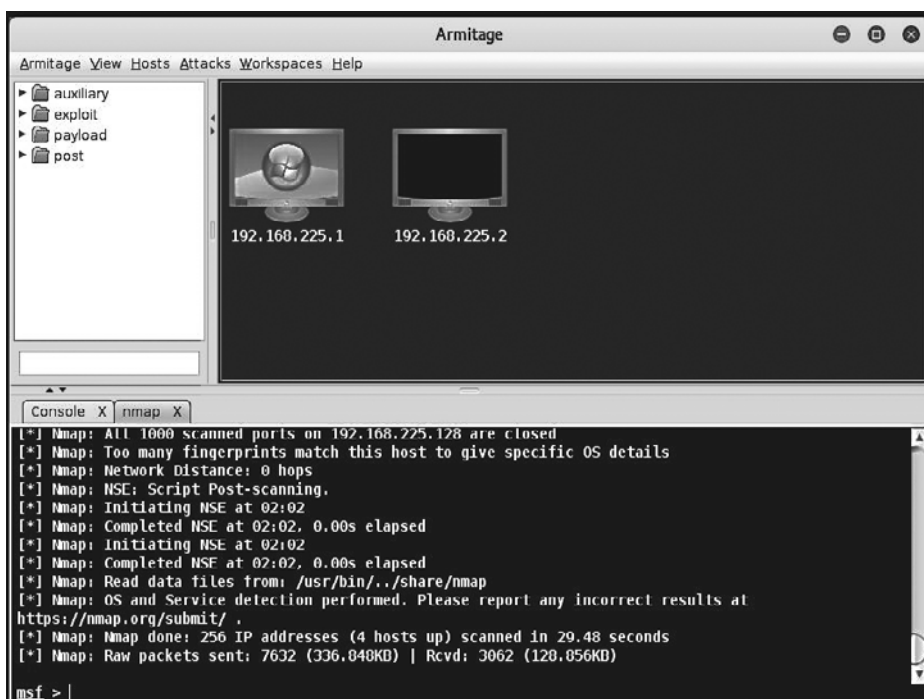 Armitage
Armitage View Hosts Attacks Workspaces Help
auxiliary
exploit
payload
post
192.168.225.1
192.168.225.2
Console X nmap X
[*] Nmap: All 1000 scanned ports on 192.168.225.128 are closed
[*] Nmap: Too many fingerprints match this host to give specific OS details
[*] Nmap: Network Distance: 0 hops
[*] Nmap: NSE: Script Post-scanning.
[*] Nmap: Initiating NSE at 02:02
[*] Nmap: Completed NSE at 02:02, 0.00s elapsed
[*] Nmap: Initiating NSE at 02:02
[*] Nmap: Completed NSE at 02:02, 0.00s elapsed
[*] Nmap: Read data files from: /usr/bin/../share/nmap
[*] Nmap: OS and Service detection performed. Please report any incorrect results at
https://nmap.org/submit/ .
[*] Nmap: Nmap done: 256 IP addresses (4 hosts up) scanned in 29.48 seconds
[*] Nmap: Raw packets sent: 7632 (336.848KB) | Rcvd: 3062 (128.856KB)
msf >